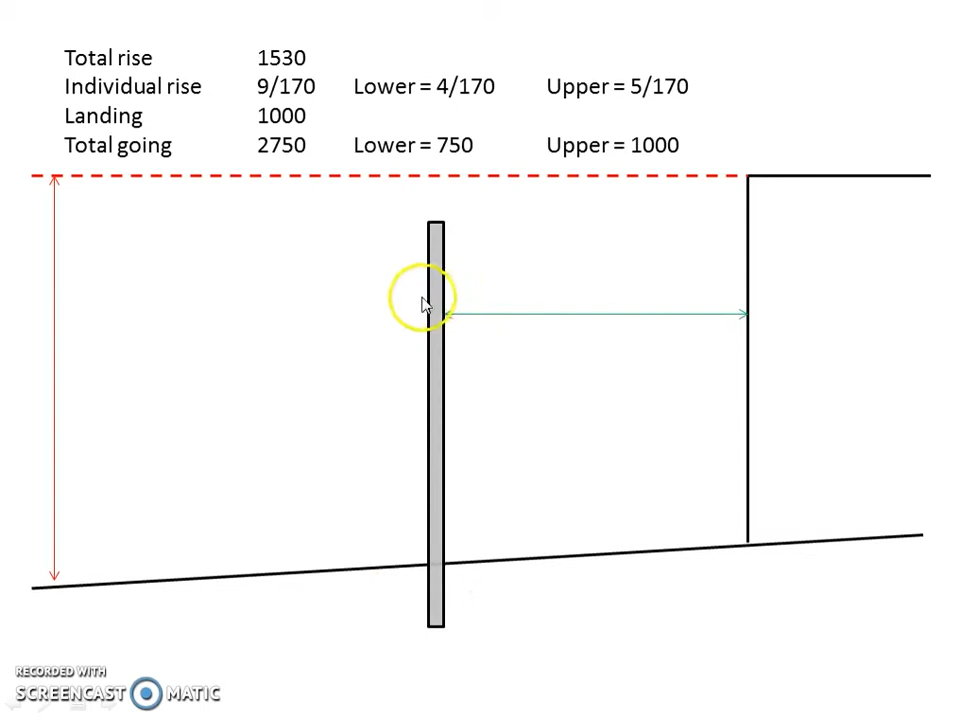 Total rise 1530
Individual rise 9/170 Lower = 4/170 Upper = 5/170
Landing 1000
Total going 2750 Lower = 750 Upper = 1000
RECORDED WITH
SCREENCAST MATIC